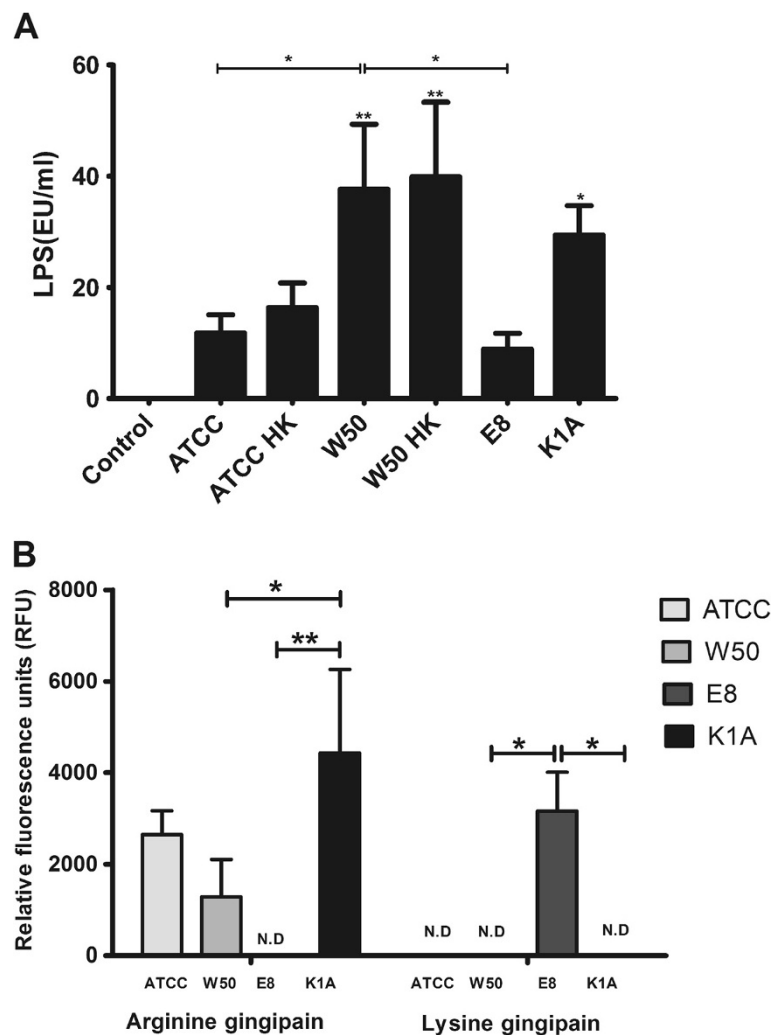 A
* *
** ** *
60
40
20
0
LPS(EU/ml)
Control ATCC ATCC HK W50 W50 HK E8 K1A
B
8000
6000
4000
2000
0
Relative fluorescence units (RFU)
*
**
* *
N.D N.D N.D N.D
ATCC W50 E8 K1A ATCC W50 E8 K1A
Arginine gingipain Lysine gingipain
ATCC
W50
E8
K1A